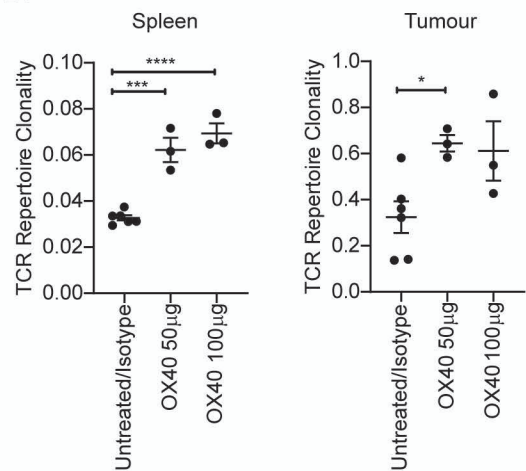 Spleen
TCR Repertoire Clonality
0.10
0.08
0.06
0.04
0.02
0.00
****
***
Untreated/Isotype
OX40 50μg
OX40 100μg
Tumour
TCR Repertoire Clonality
1.0
0.8
0.6
0.4
0.2
0.0
*
Untreated/Isotype
OX40 50μg
OX40 100μg